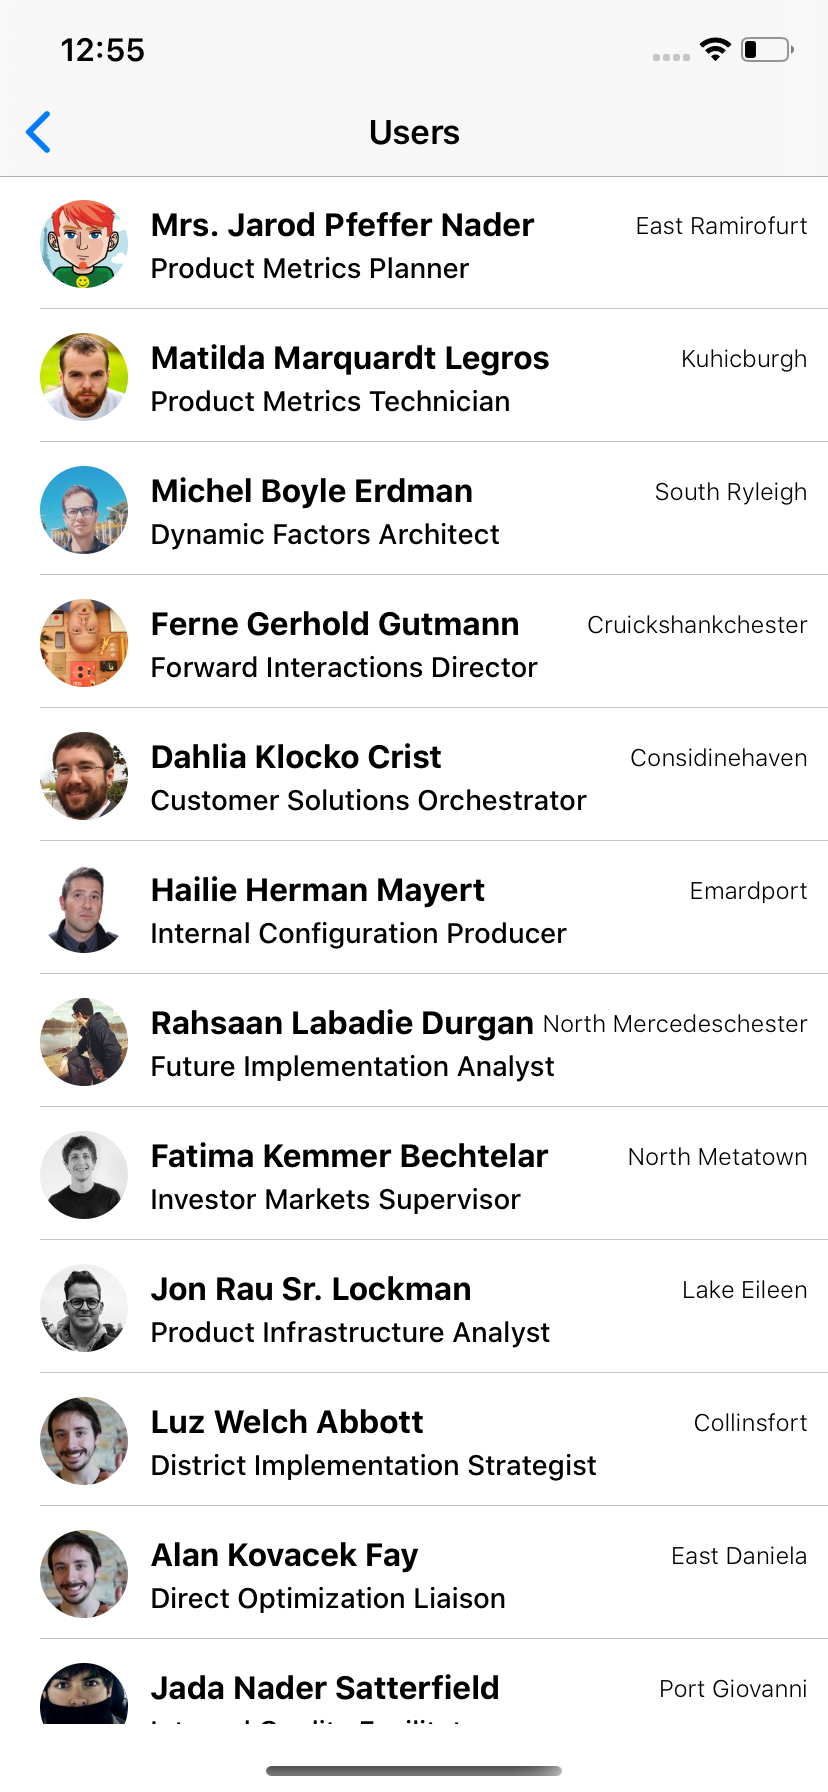 12:55
Users
Mrs. Jarod Pfeffer Nader East Ramirofurt
Product Metrics Planner
Matilda Marquardt Legros Kuhicburgh
Product Metrics Technician
Michel Boyle Erdman South Ryleigh
Dynamic Factors Architect
Ferne Gerhold Gutmann Cruickshankchester
Forward Interactions Director
Dahlia Klocko Crist Considinehaven
Customer Solutions Orchestrator
Hailie Herman Mayert Emardport
Internal Configuration Producer
Rahsaan Labadie Durgan North Mercedeschester
Future Implementation Analyst
Fatima Kemmer Bechtelar North Metatown
Investor Markets Supervisor
Jon Rau Sr. Lockman Lake Eileen
Product Infrastructure Analyst
Luz Welch Abbott Collinsfort
District Implementation Strategist
Alan Kovacek Fay East Daniela
Direct Optimization Liaison
Jada Nader Satterfield Port Giovanni